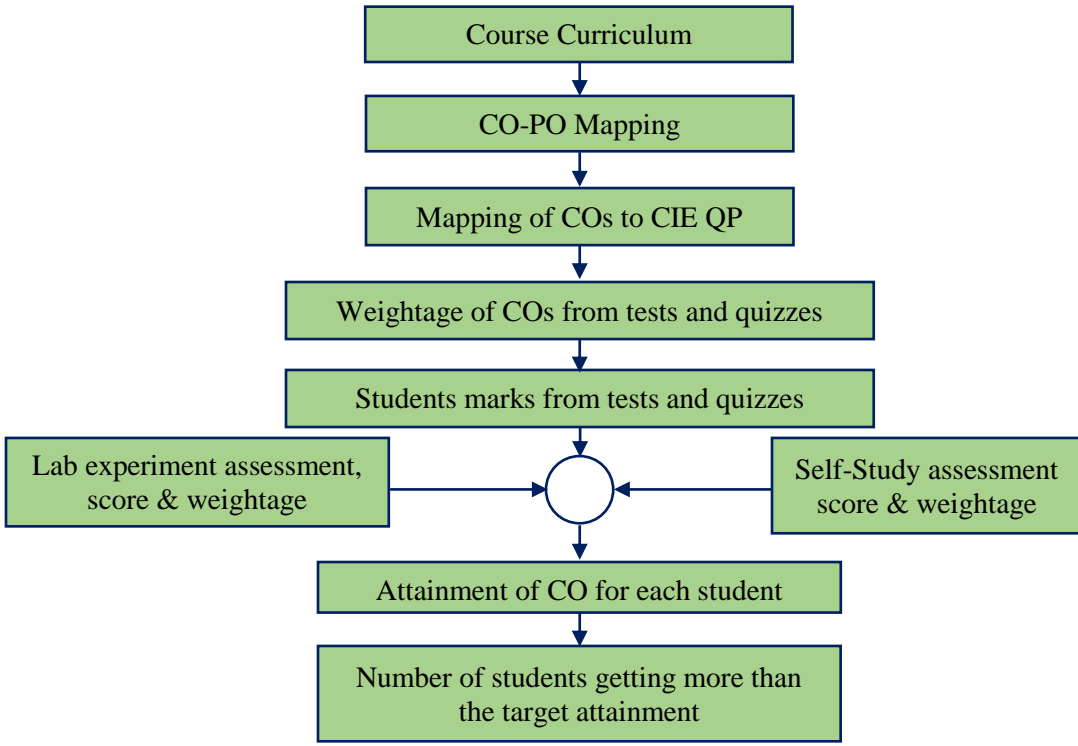 Course Curriculum
CO-PO Mapping
Mapping of COs to CIE QP
Weightage of COs from tests and quizzes
Students marks from tests and quizzes
Lab experiment assessment,
score & weightage
Self-Study assessment
score & weightage
Attainment of CO for each student
Number of students getting more than
the target attainment